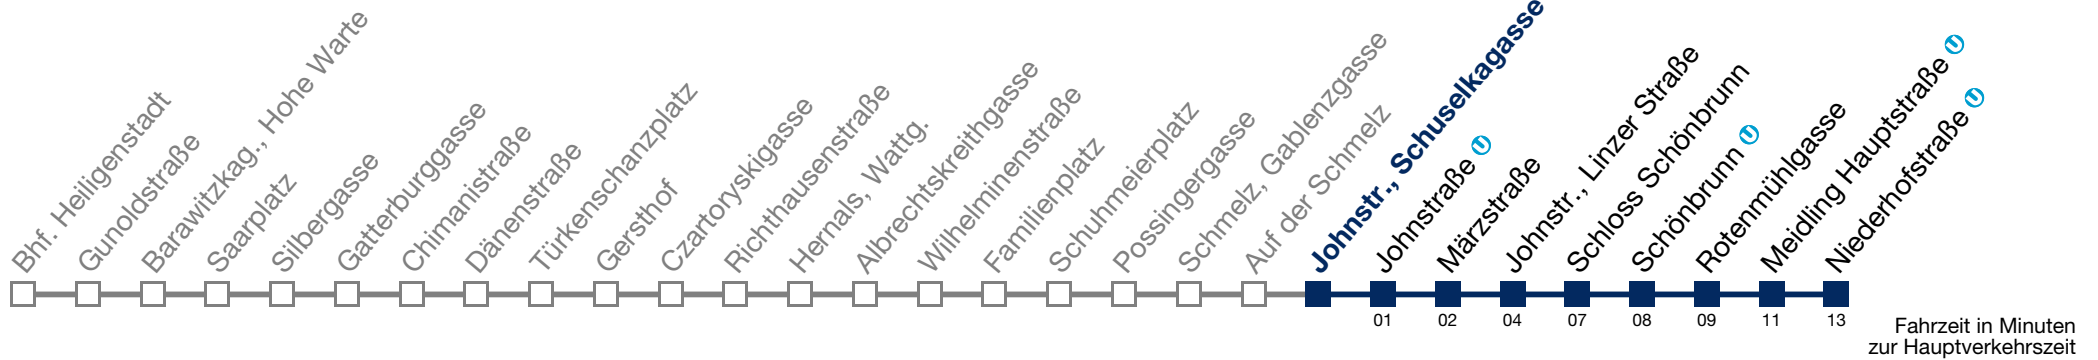 Bhf. Heiligenstadt
Gunoldstraße
Barawitzkag., Hohe Warte
Saarplatz
Silbergasse
Gatterburggasse
Chimanistraße
Dänenstraße
Türkenschanzplatz
Gersthof
Czartoryskigasse
Richthausenstraße
Hernals, Wattg.
Albrechtskreithgasse
Wilhelminenstraße
Familienplatz
Schuhmeierplatz
Possingergasse
Schmelz, Gablenzgasse
Auf der Schmelz
Johnstr., Schuselkagasse
Johnstraße U
Märzstraße
Johnstr., Linzer Straße
Schloss Schönbrunn
Schönbrunn U
Rotenmühlgasse
Meidling Hauptstraße U
Niederhofstraße U
01 02 04 07 08 09 11 13
Fahrzeit in Minuten
zur Hauptverkehrszeit